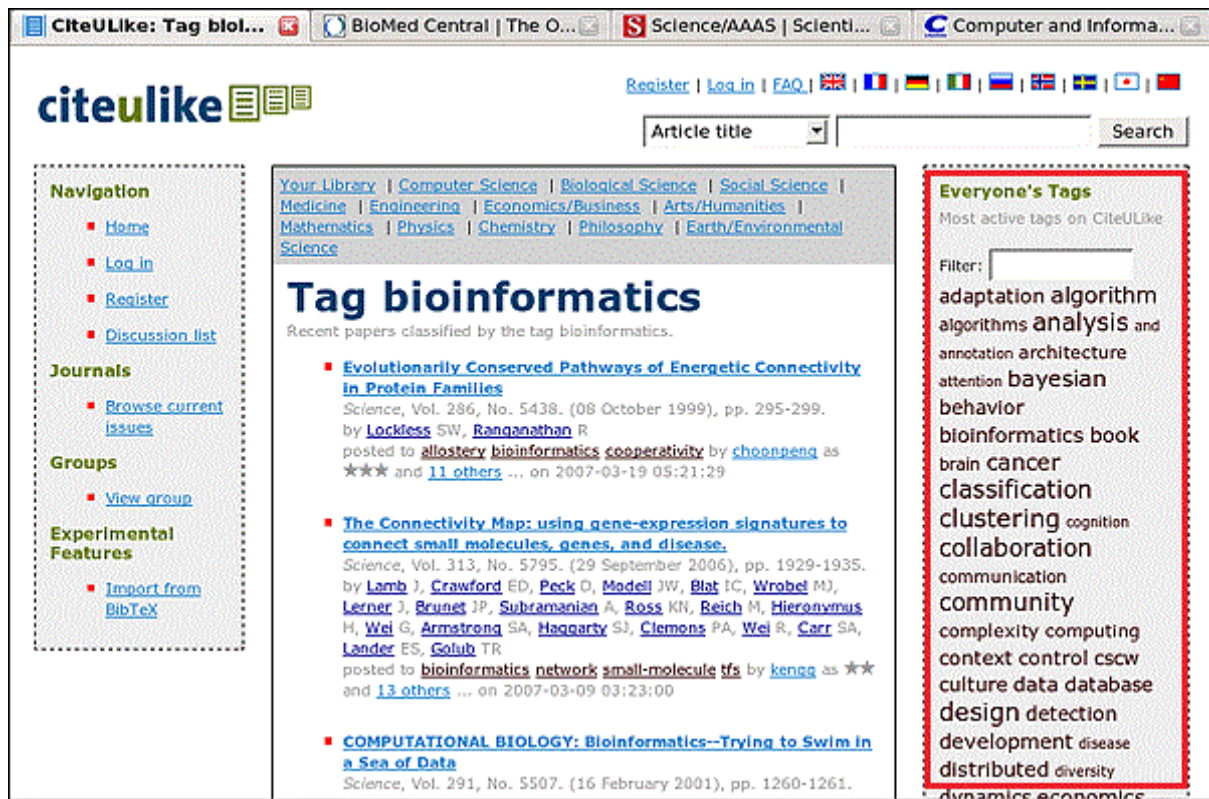 CiteULike: Tag biol... BioMed Central | The O... Science/AAAS | Scienti... Computer and Informa...
citeulike
Register | Log in | FAQ | | | | | | | | |
Article title Search
Navigation
Home
Log in
Register
Discussion list
Journals
Browse current
issues
Groups
View group
Experimental
Features
Import from
BibTeX
Your Library | Computer Science | Biological Science | Social Science |
Medicine | Engineering | Economics/Business | Arts/Humanities |
Mathematics | Physics | Chemistry | Philosophy | Earth/Environmental
Science
Tag bioinformatics
Recent papers classified by the tag bioinformatics.
Evolutionarily Conserved Pathways of Energetic Connectivity
in Protein Families
Science, Vol. 286, No. 5438. (08 October 1999), pp. 295-299.
by Lockless SW, Ranganathan R
posted to allostery bioinformatics cooperativity by choonpeng as
★★★ and 11 others ... on 2007-03-19 05:21:29
The Connectivity Map: using gene-expression signatures to
connect small molecules, genes, and disease.
Science, Vol. 313, No. 5795. (29 September 2006), pp. 1929-1935.
by Lamb J, Crawford ED, Peck D, Modell JW, Blat IC, Wrobel MJ,
Lerner J, Brunet JP, Subramanian A, Ross KN, Reich M, Hieronymus
H, Wei G, Armstrong SA, Haggarty SJ, Clemons PA, Wei R, Carr SA,
Lander ES, Golub TR
posted to bioinformatics network small-molecule tfs by kengg as ★★
and 13 others ... on 2007-03-09 03:23:00
COMPUTATIONAL BIOLOGY: Bioinformatics--Trying to Swim in
a Sea of Data
Science, Vol. 291, No. 5507. (16 February 2001), pp. 1260-1261.
Everyone's Tags
Most active tags on CiteULike
Filter:
adaptation algorithm
algorithms analysis and
annotation architecture
attention bayesian
behavior
bioinformatics book
brain cancer
classification
clustering cognition
collaboration
communication
community
complexity computing
context control cscw
culture data database
design detection
development disease
distributed diversity
dynamics economics